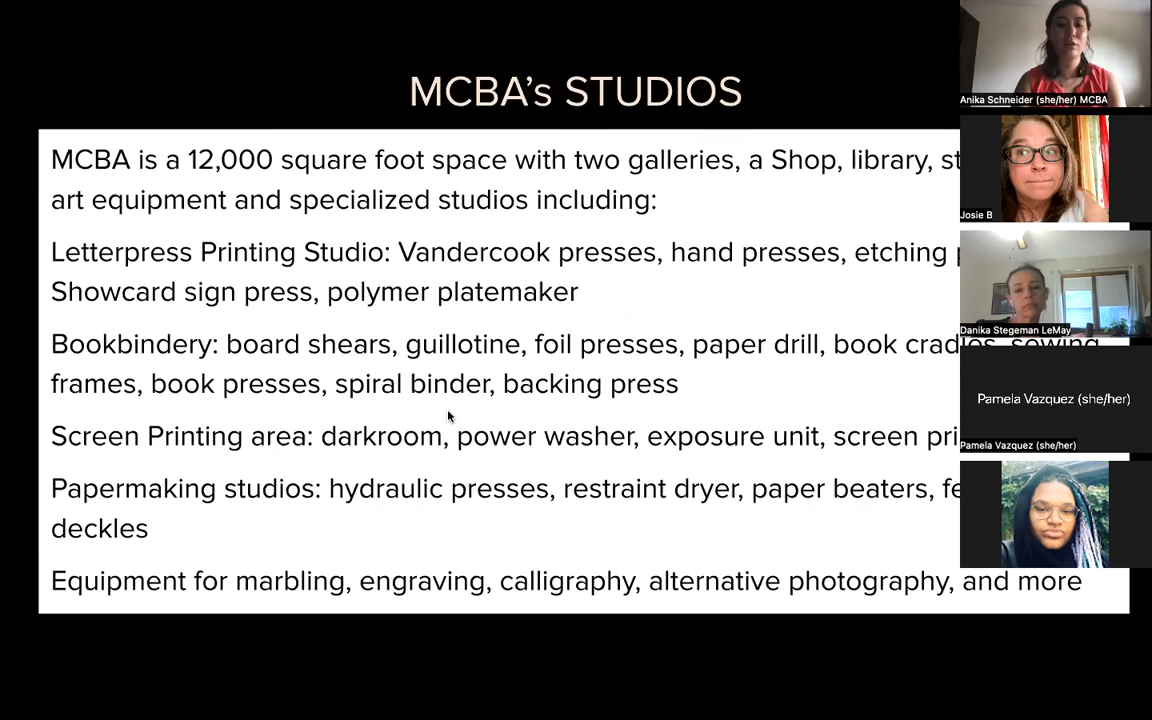 MCBA's STUDIOS
MCBA is a 12,000 square foot space with two galleries, a Shop, library,
art equipment and specialized studios including:
Letterpress Printing Studio: Vandercook presses, hand presses, etching
Showcard sign press, polymer platemaker
Bookbindery: board shears, guillotine, foil presses, paper drill, book cradles, sewing
frames, book presses, spiral binder, backing press
Screen Printing area: darkroom, power washer, exposure unit, screen
Papermaking studios: hydraulic presses, restraint dryer, paper beaters,
deckles
Equipment for marbling, engraving, calligraphy, alternative photography, and more
Anika Schneider (she/her) MCBA
Josie B
Danika Stegeman LeMay
Pamela Vazquez (she/her)
Pamela Vazquez (she/her)